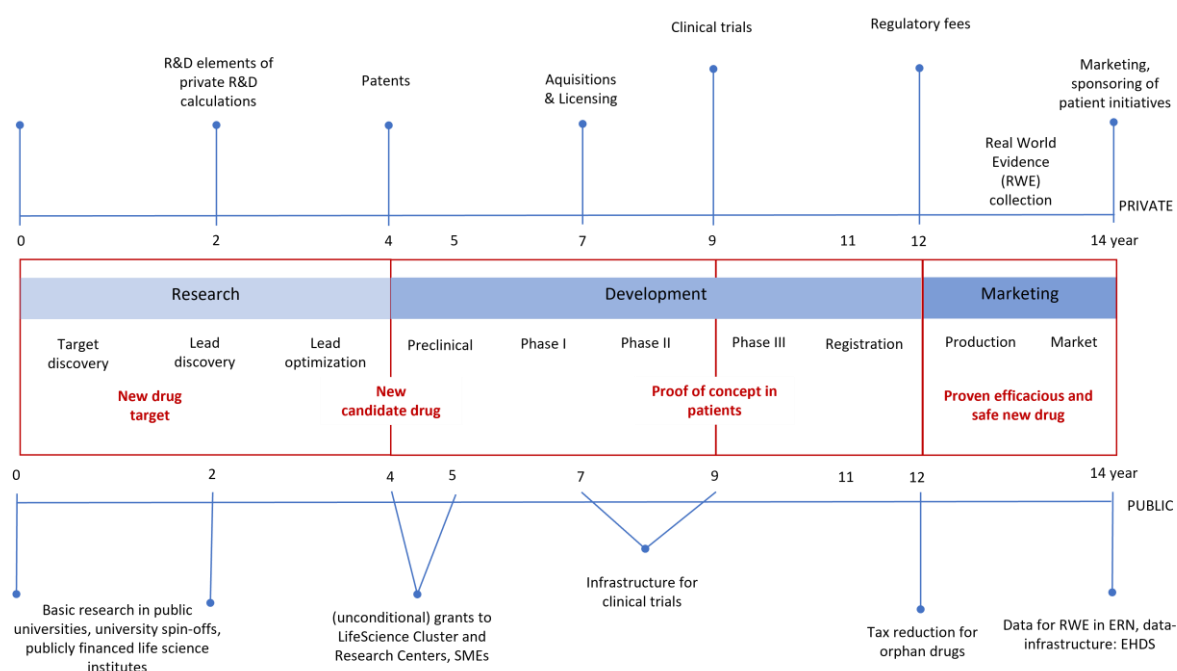 Clinical trials
Regulatory fees
R&D elements of
private R&D
calculations
Patents
Aquisitions
& Licensing
Marketing,
sponsoring of
patient initiatives
Real World
Evidence
(RWE)
collection
PRIVATE
0 2 4 5 7 9 11 12 14 year
Research Development Marketing
Target
discovery
Lead
discovery
Lead
optimization
Preclinical
Phase I
Phase II
Phase III
Registration
Production
Market
New drug
target
New
candidate drug
Proof of concept in
patients
Proven efficacious and
safe new drug
0 2 4 5 7 9 11 12 14 year
PUBLIC
Basic research in public
universities, university spin-offs,
publicly financed life science
institutes
(unconditional) grants to
LifeScience Cluster and
Research Centers, SMEs
Infrastructure for
clinical trials
Tax reduction for
orphan drugs
Data for RWE in ERN, data-
infrastructure: EHDS